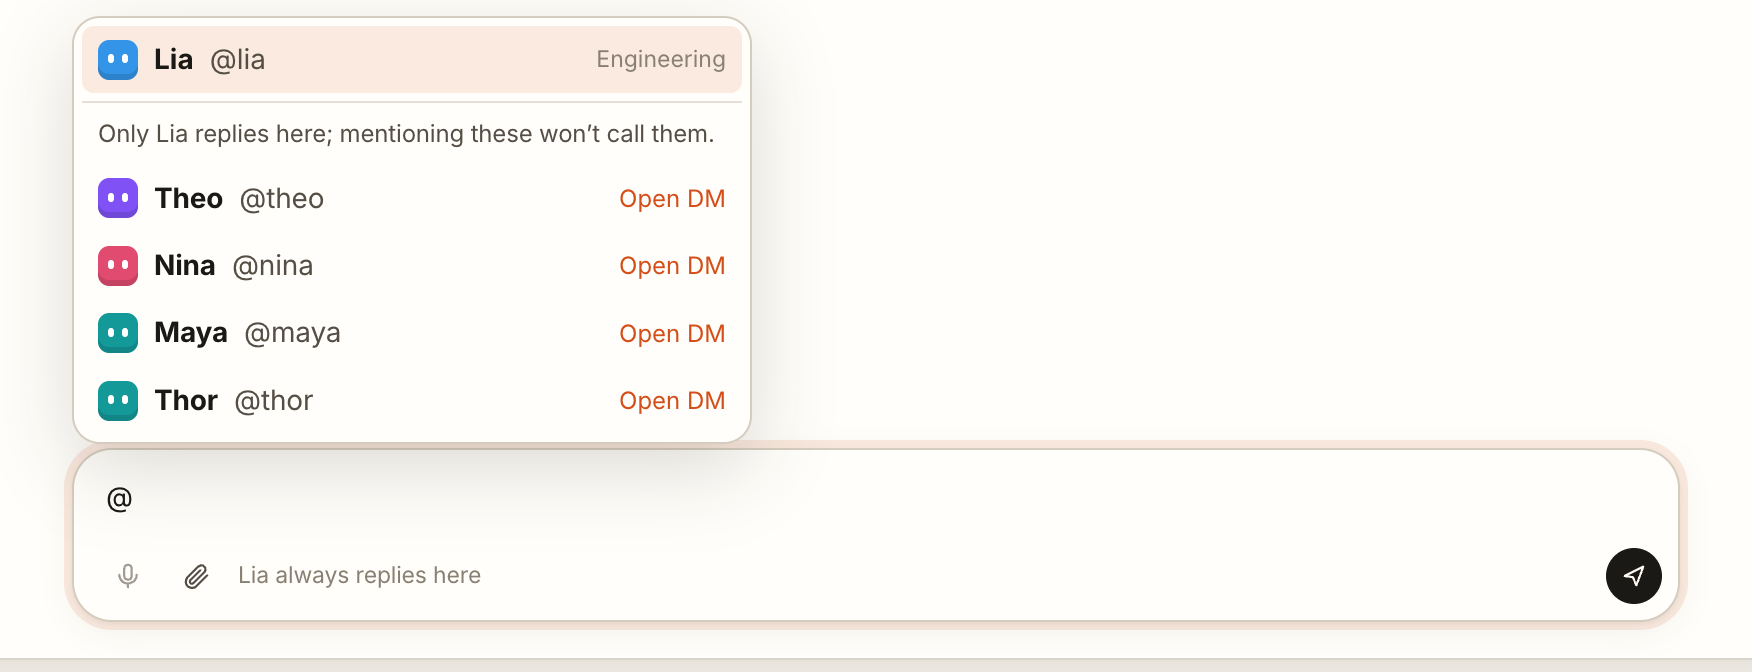 Lia @lia Engineering
Only Lia replies here; mentioning these won’t call them.
Theo @theo Open DM
Nina @nina Open DM
Maya @maya Open DM
Thor @thor Open DM
@
Lia always replies here